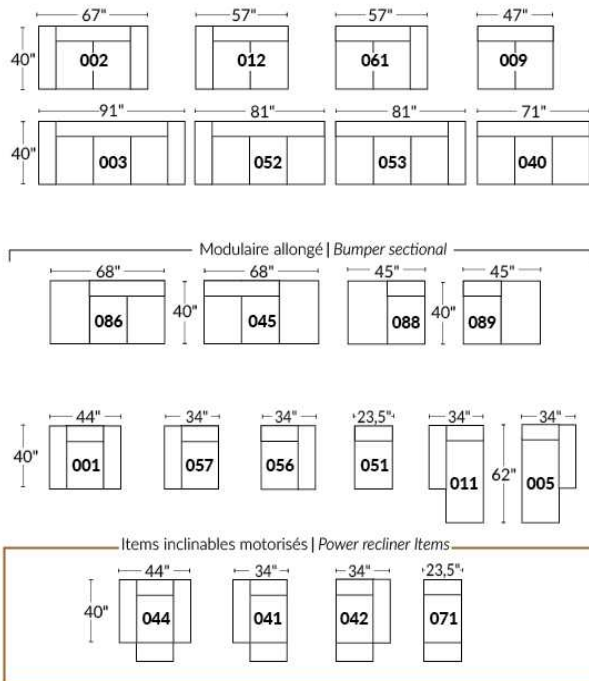 67" 57" 57" 47"
40" 002 012 061 009
91" 81" 81" 71"
40" 003 052 053 040
Modulaire allongé | Bumper sectional
68" 68" 45" 45"
086 40" 045 088 40" 089
44" 34" 34" 23,5" 34" 34"
40" 001 057 056 051 011 62" 005
Items inclinables motorisés | Power recliner Items
44" 34" 34" 23,5"
40" 044 041 042 071